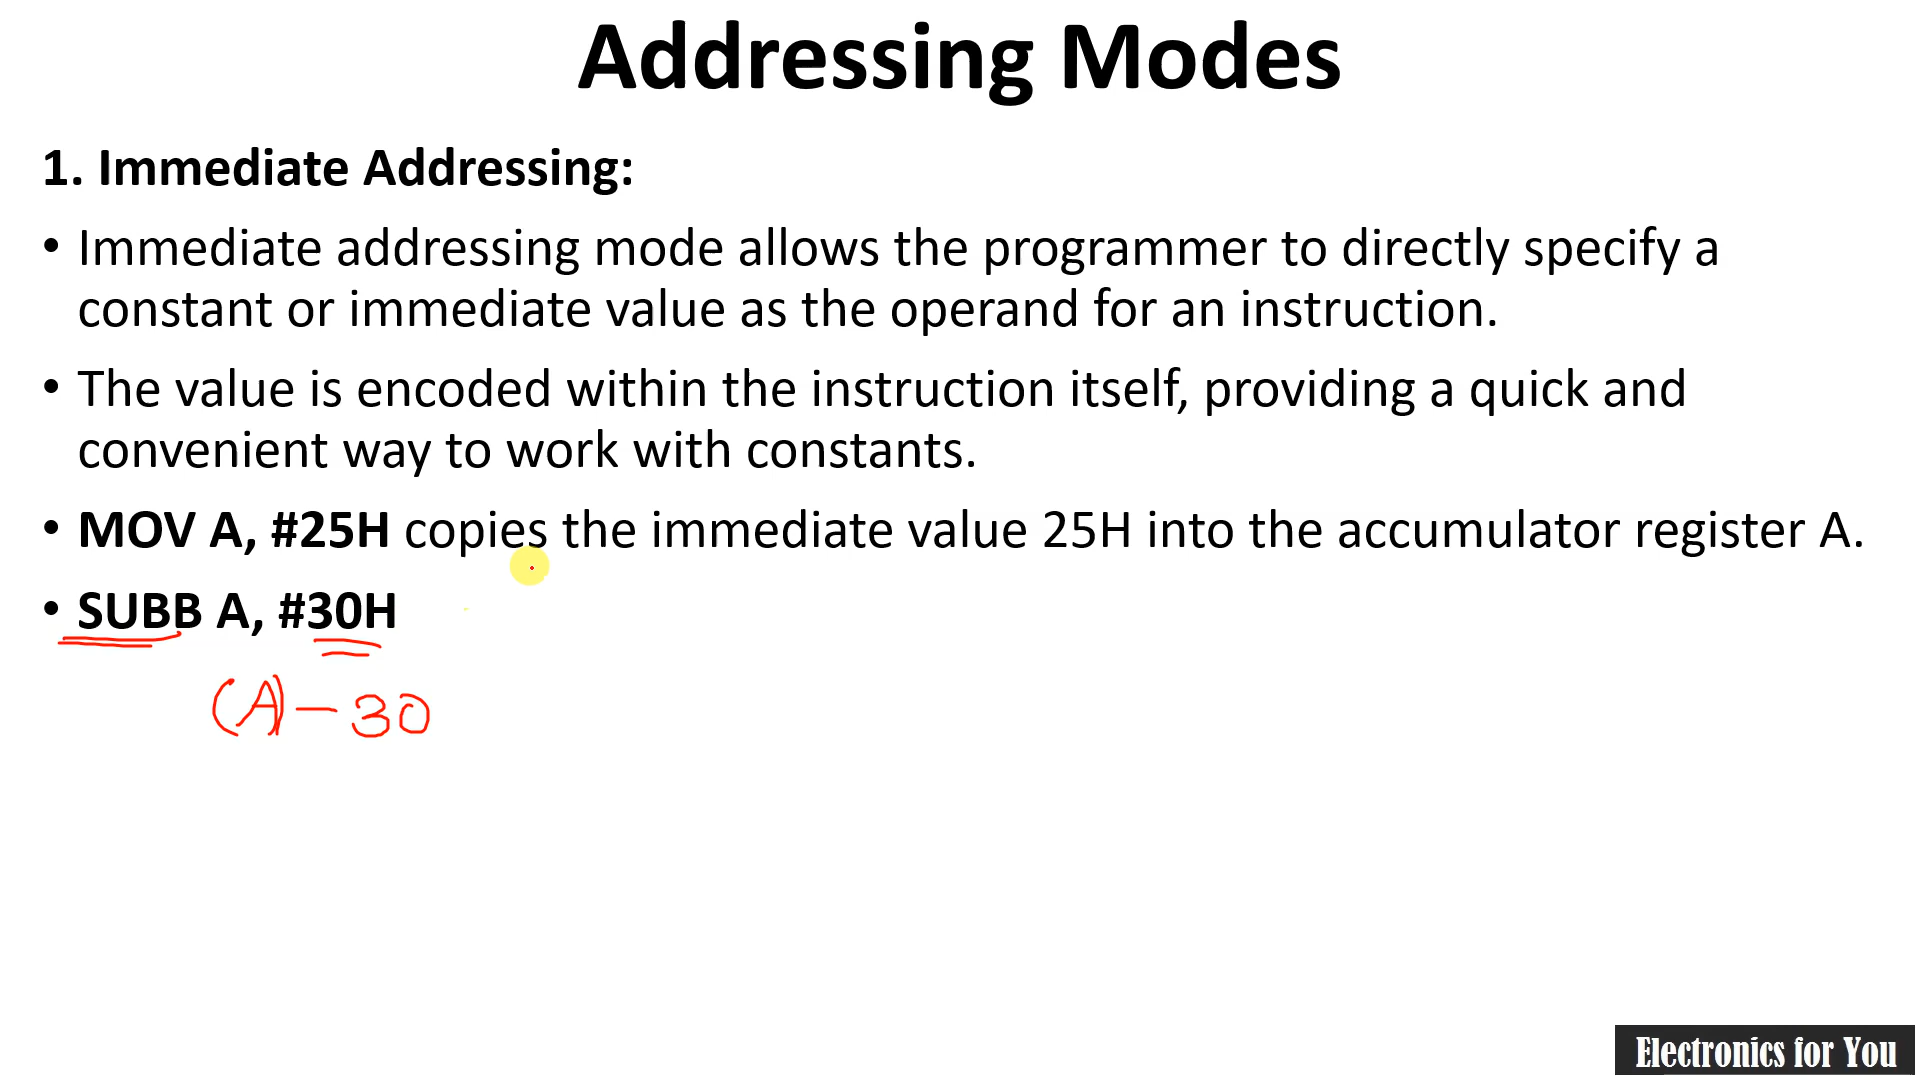 Addressing Modes
1. Immediate Addressing:
• Immediate addressing mode allows the programmer to directly specify a
constant or immediate value as the operand for an instruction.
• The value is encoded within the instruction itself, providing a quick and
convenient way to work with constants.
• MOV A, #25H copies the immediate value 25H into the accumulator register A.
• SUBB A, #30H
(A) - 30
Electronics for You